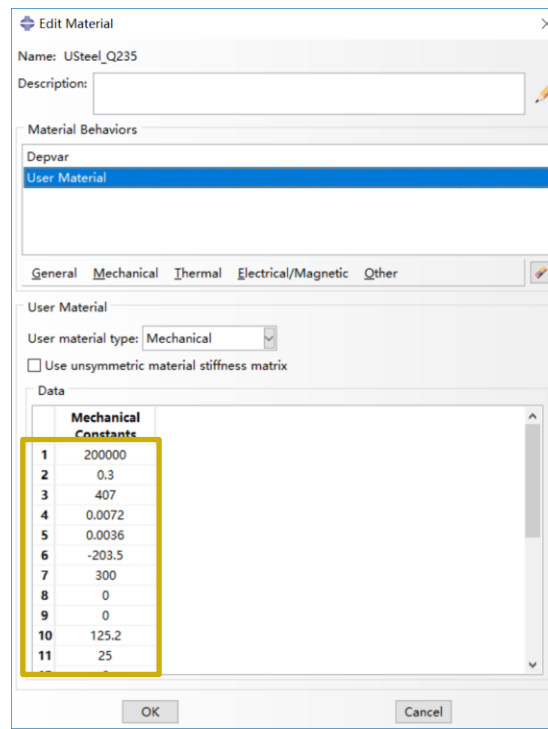 Edit Material
Name: USteel_Q235
Description:
Material Behaviors
Depvar
User Material
General Mechanical Thermal Electrical/Magnetic Other
User Material
User material type: Mechanical
Use unsymmetric material stiffness matrix
Data
Mechanical
Constants
1 200000
2 0.3
3 407
4 0.0072
5 0.0036
6 -203.5
7 300
8 0
9 0
10 125.2
11 25
OK Cancel